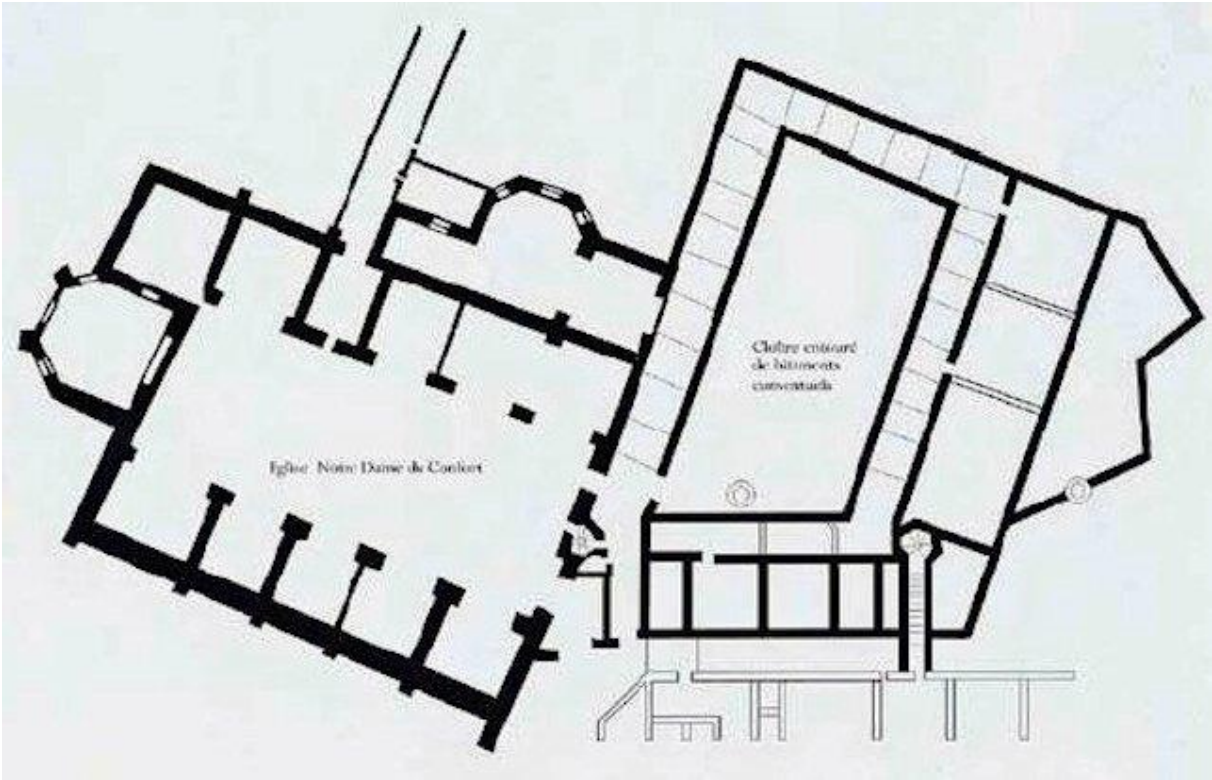 Eglise Notre Dame de Confort
Cloître entouré
de bâtiments
conventuels